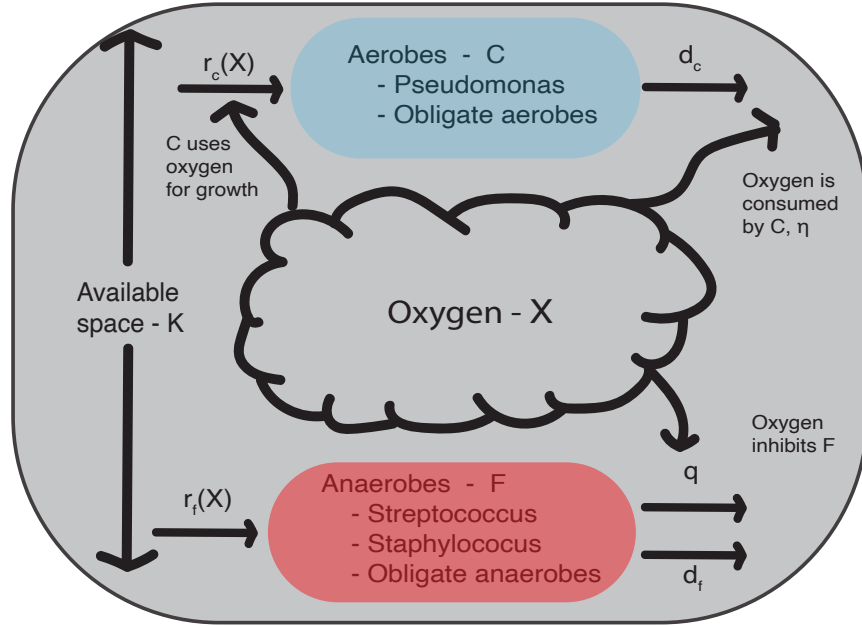 r_c(X)
Aerobes - C
- Pseudomonas
- Obligate aerobes
d_c
C uses
oxygen
for growth
Oxygen is
consumed
by C, η
Available
space - K
Oxygen - X
Oxygen
inhibits F
r_f(X)
Anaerobes - F
- Streptococcus
- Staphylococus
- Obligate anaerobes
q
d_f